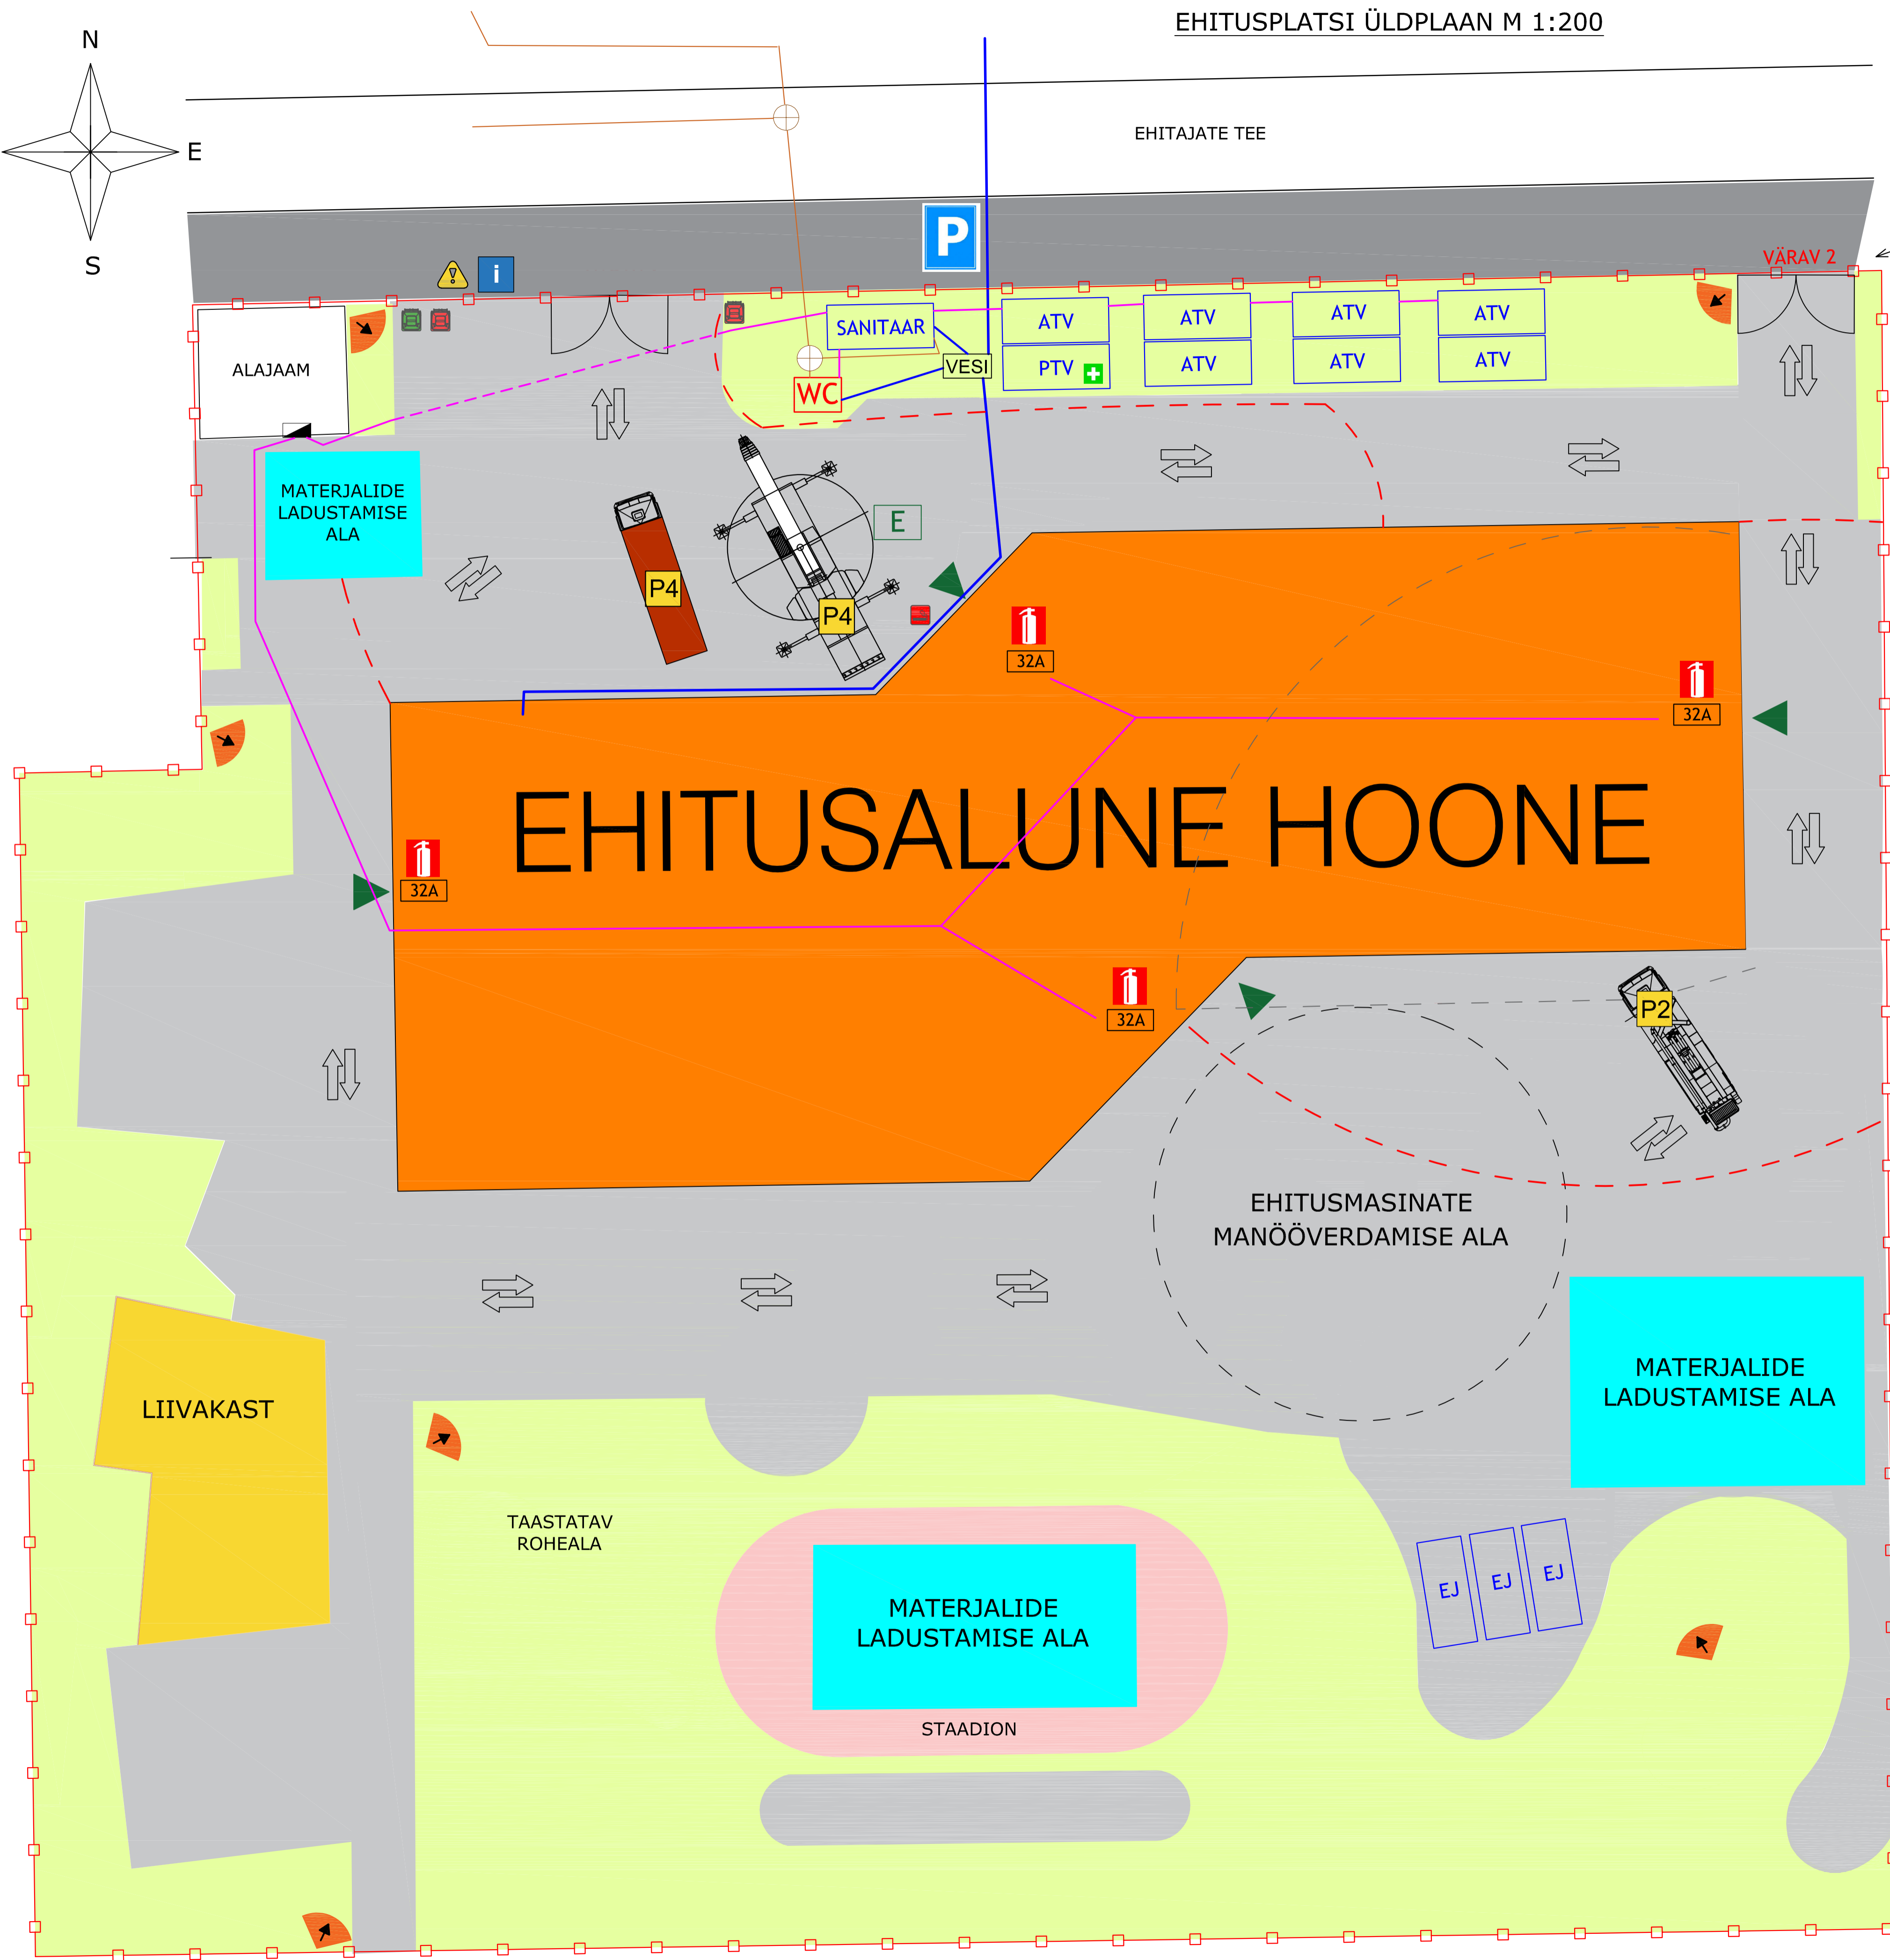 EHITUSPLATSI ÜLDPLAAN M 1:200
N
E
S
EHITAJATE TEE
P
i
VÄRAV 2
ALAJAAM
SANITAAR
ATV
ATV
ATV
ATV
PTV
ATV
ATV
ATV
VESI
WC
MATERJALIDE
LADUSTAMISE
ALA
E
P4
P4
32A
32A
EHITUSALUNE HOONE
32A
32A
P2
EHITUSMASINATE
MANÖÖVERDAMISE ALA
MATERJALIDE
LADUSTAMISE ALA
LIIVAKAST
TAASTATAV
ROHEALA
EJ
EJ
EJ
MATERJALIDE
LADUSTAMISE ALA
STAADION